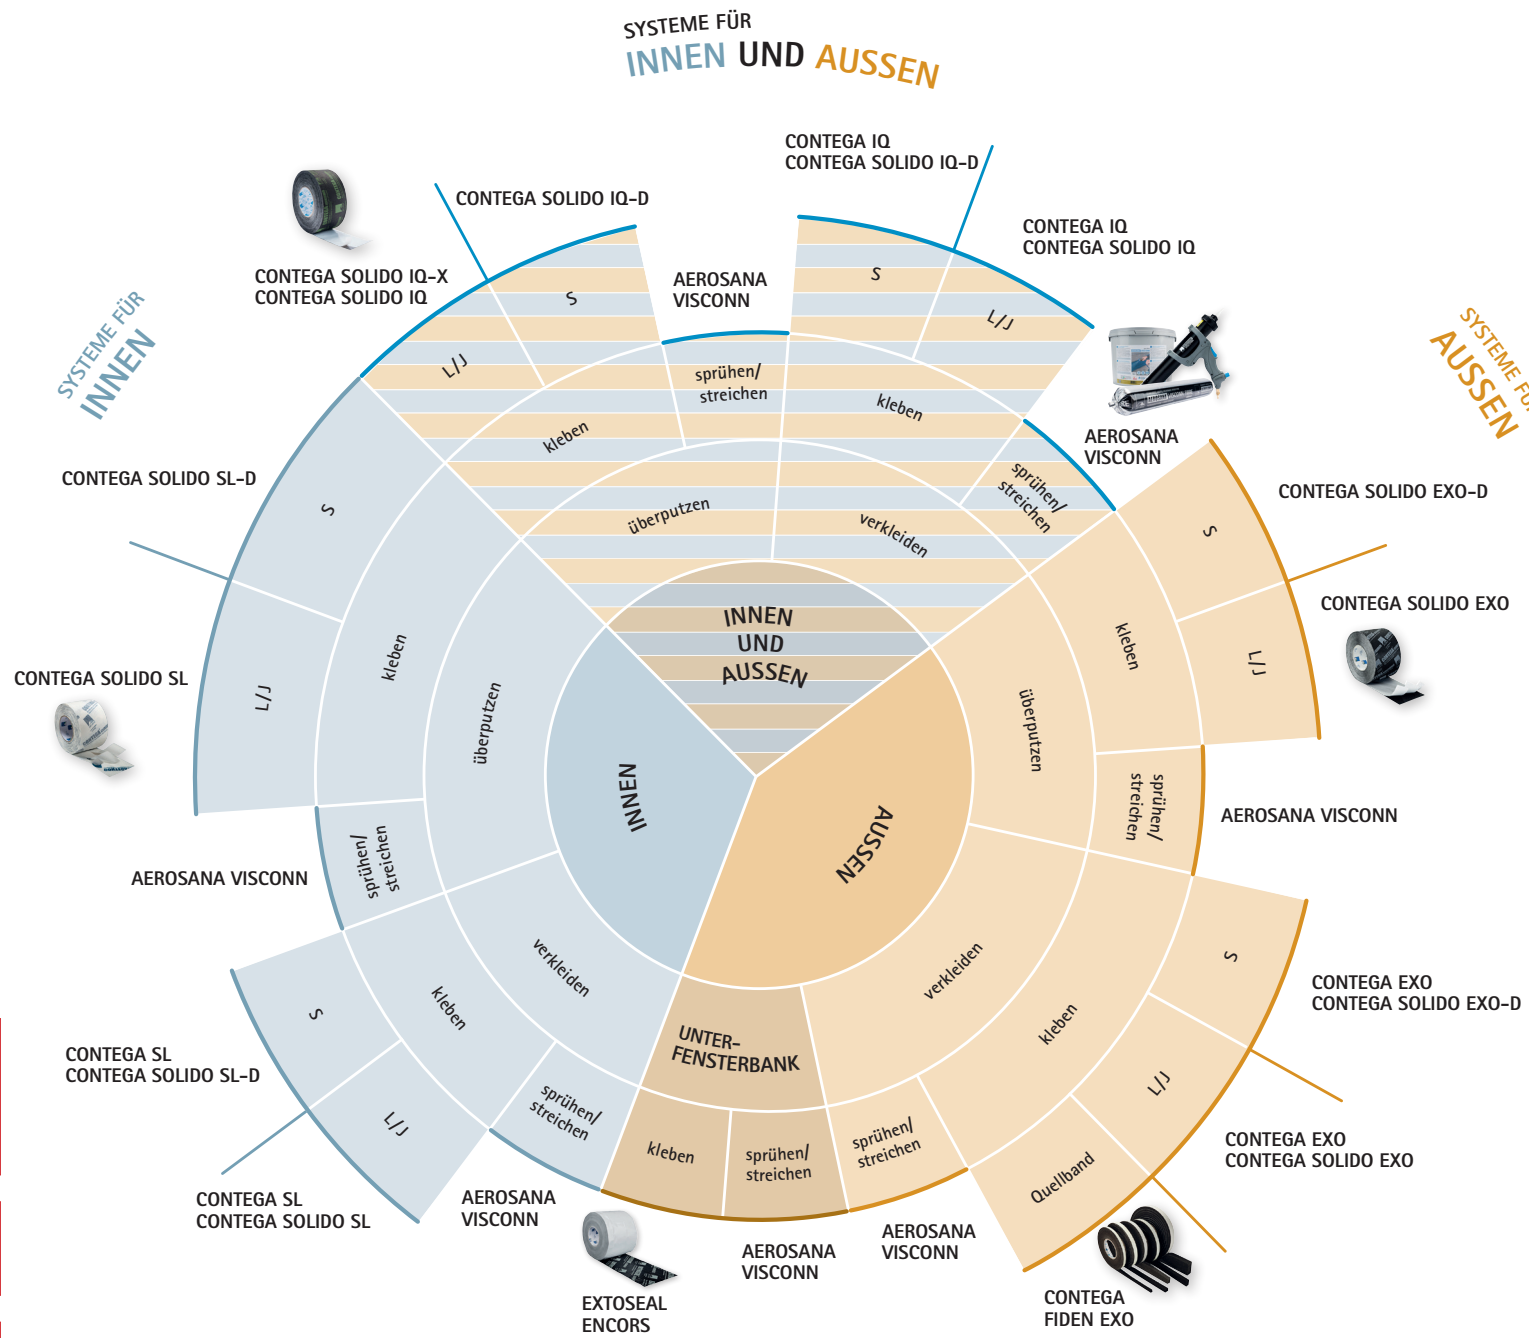 SYSTEME FÜR
INNEN UND AUSSEN
SYSTEME FÜR
INNEN
SYSTEME FÜR
AUSSEN
CONTEGA SOLIDO IQ-X
CONTEGA SOLIDO IQ
CONTEGA SOLIDO IQ-D
AEROSANA
VISCONN
CONTEGA IQ
CONTEGA SOLIDO IQ-D
CONTEGA IQ
CONTEGA SOLIDO IQ
AEROSANA
VISCONN
L/J
S
S
L/J
kleben
sprühen/
streichen
kleben
sprühen/
streichen
überputzen
verkleiden
INNEN
UND
AUSSEN
CONTEGA SOLIDO SL-D
CONTEGA SOLIDO SL
AEROSANA VISCONN
S
L/J
kleben
überputzen
sprühen/
streichen
INNEN
verkleiden
kleben
S
L/J
sprühen/
streichen
CONTEGA SL
CONTEGA SOLIDO SL-D
CONTEGA SL
CONTEGA SOLIDO SL
AEROSANA
VISCONN
CONTEGA SOLIDO EXO-D
CONTEGA SOLIDO EXO
AEROSANA VISCONN
S
L/J
kleben
überputzen
sprühen/
streichen
AUSSEN
verkleiden
kleben
S
L/J
Quellband
sprühen/
streichen
CONTEGA EXO
CONTEGA SOLIDO EXO-D
CONTEGA EXO
CONTEGA SOLIDO EXO
CONTEGA
FIDEN EXO
AEROSANA
VISCONN
UNTER-
FENSTERBANK
kleben
sprühen/
streichen
EXTOSEAL
ENCORS
AEROSANA
VISCONN